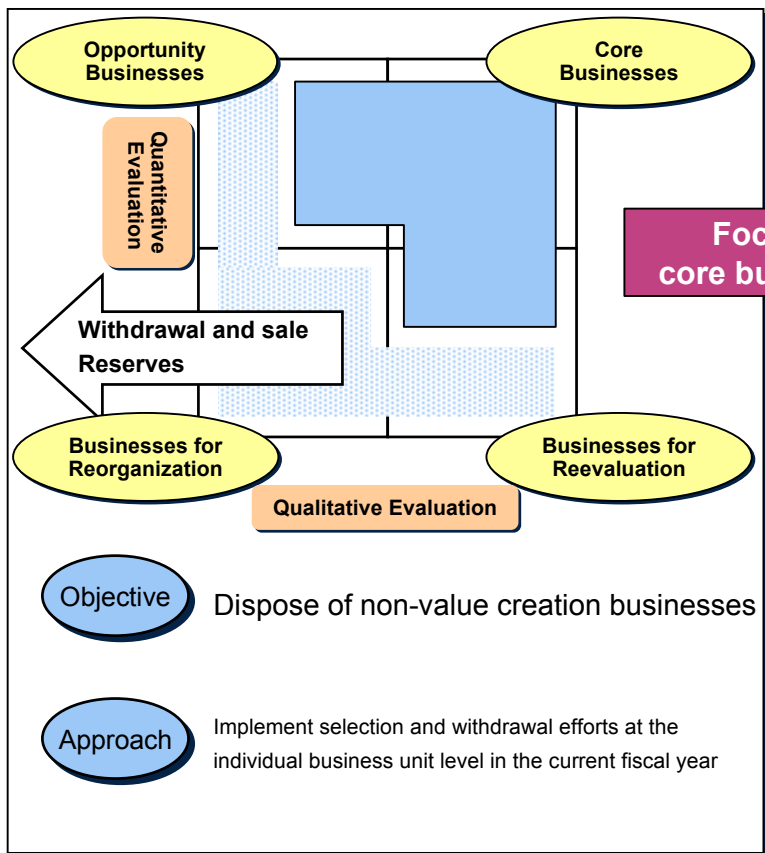 Opportunity
Businesses
Core
Businesses
Quantitative
Evaluation
core
Withdrawal and sale
Reserves
Businesses for
Reorganization
Businesses for
Reevaluation
Qualitative Evaluation
Objective
Dispose of non-value creation businesses
Approach
Implement selection and withdrawal efforts at the
individual business unit level in the current fiscal year